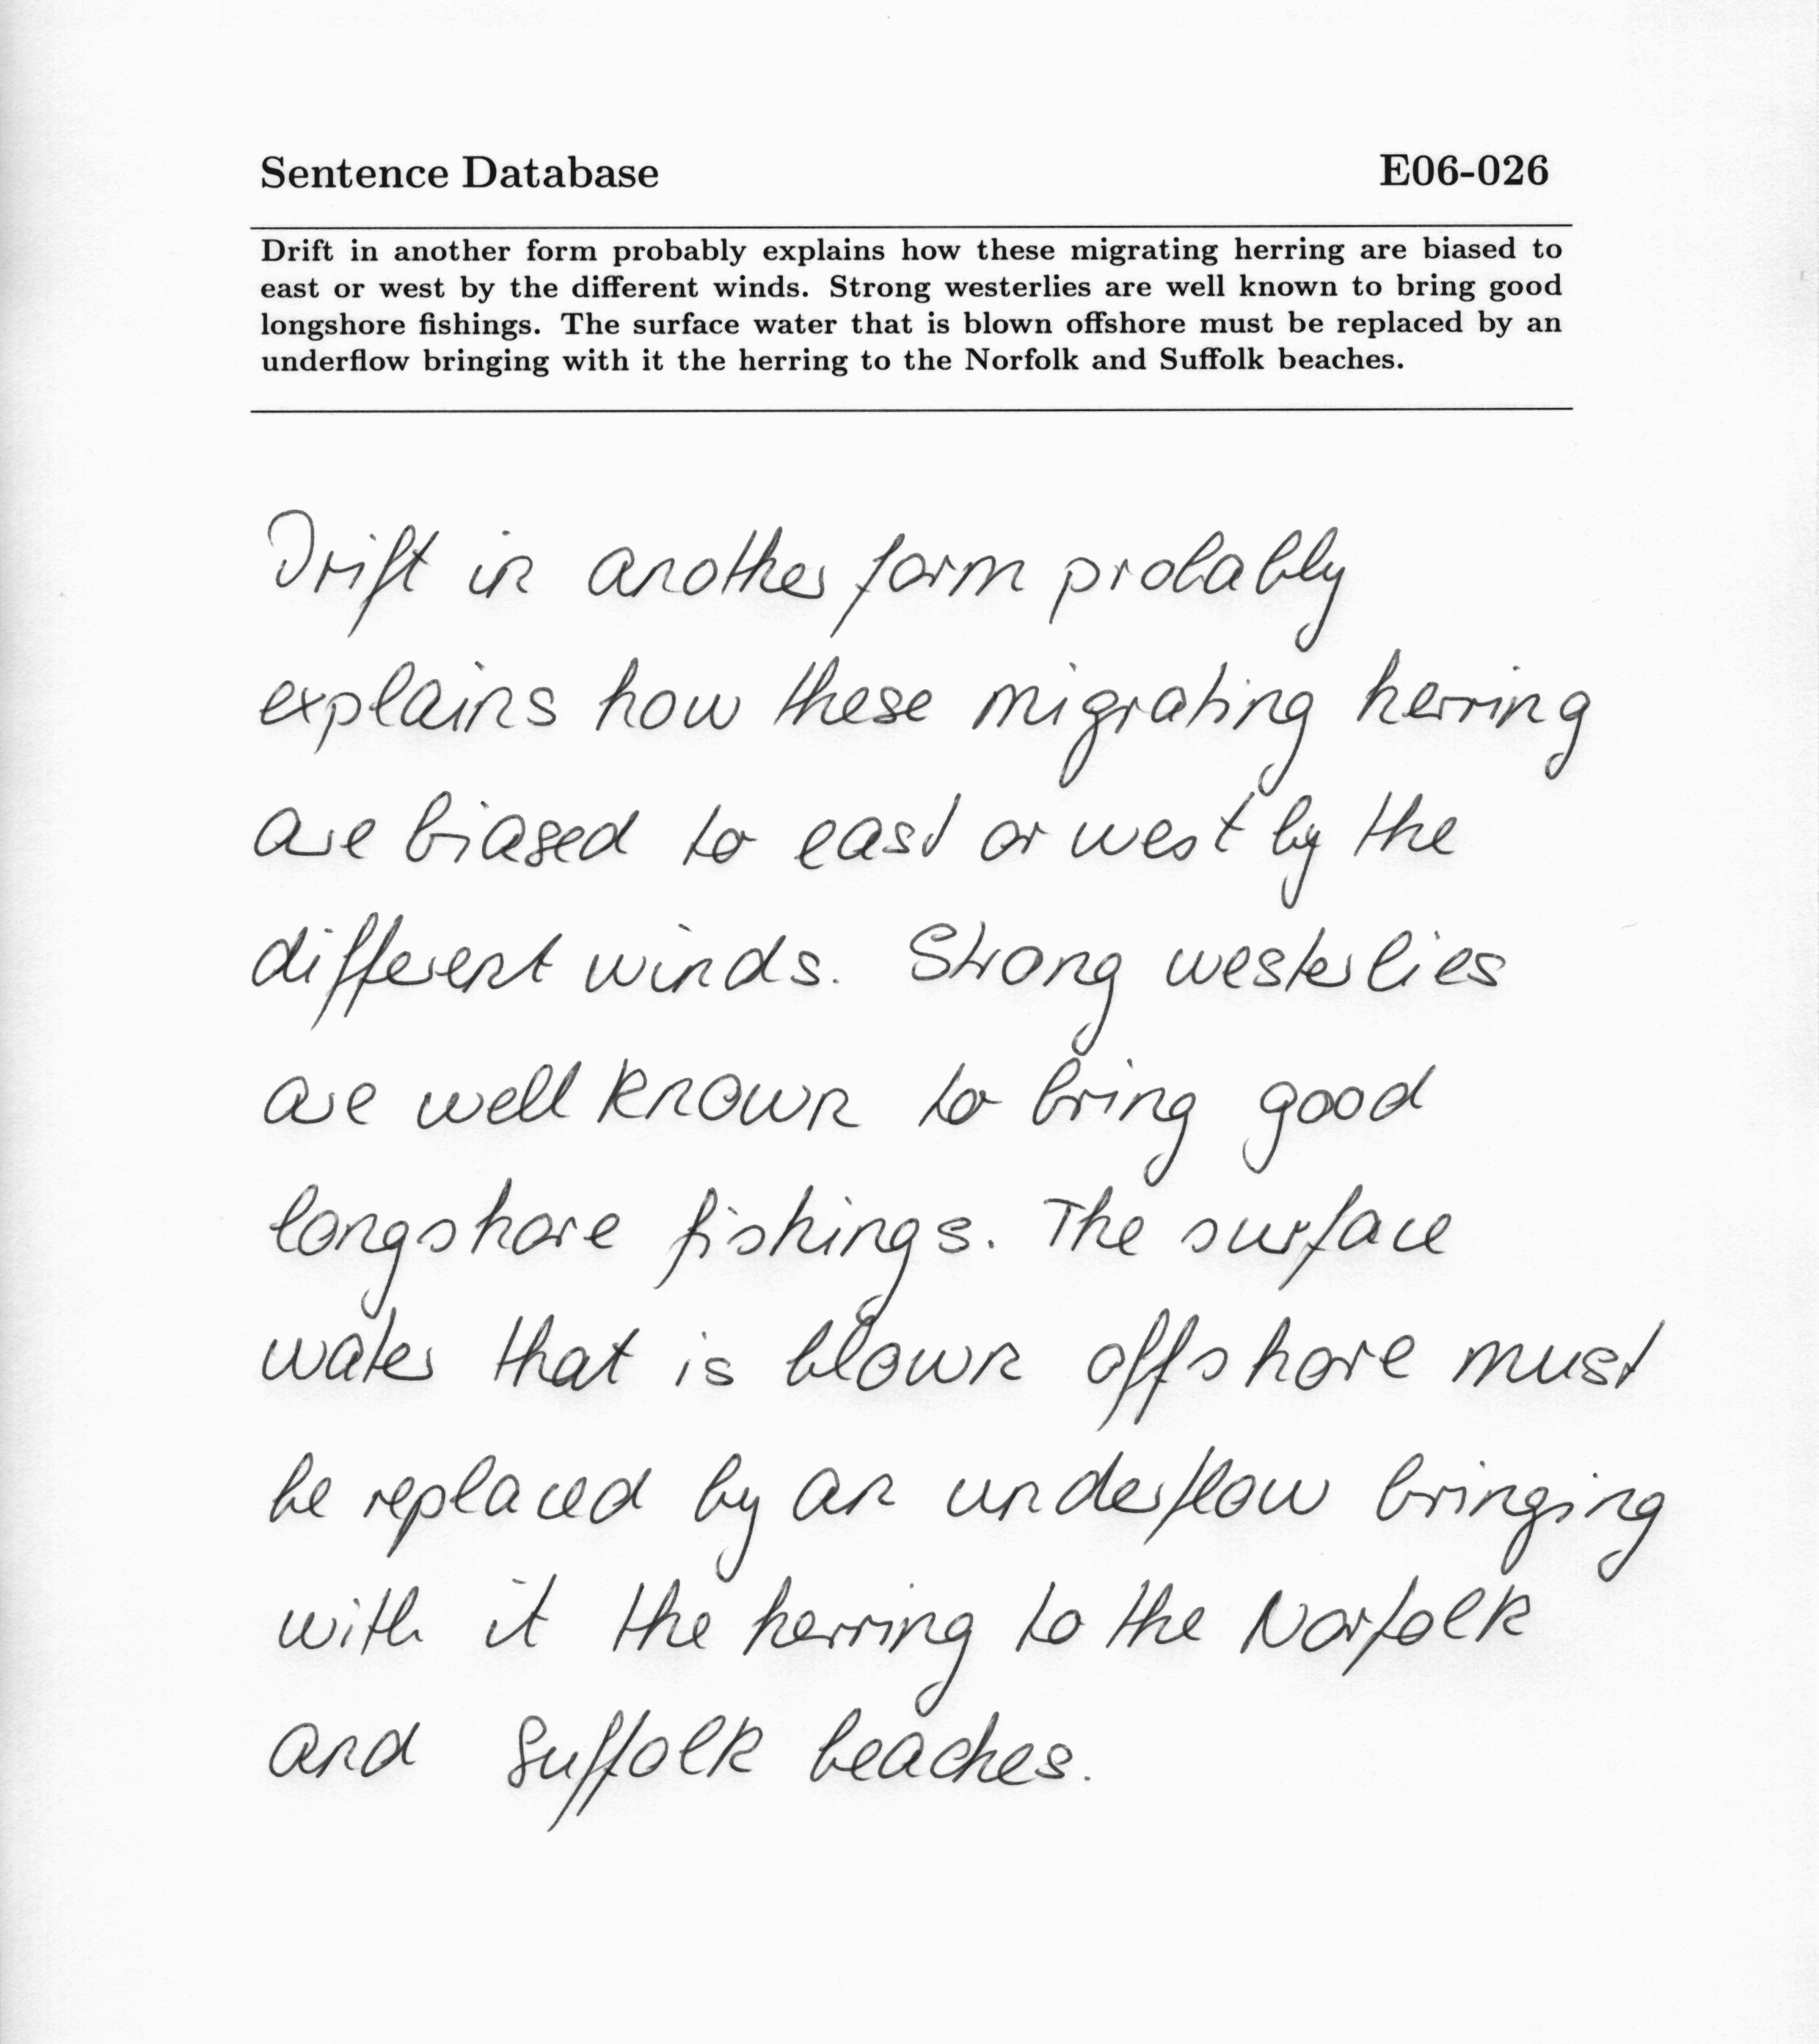 Sentence Database E06-026
Drift in another form probably explains how these migrating herring are biased to
east or west by the different winds. Strong westerlies are well known to bring good
longshore fishings. The surface water that is blown offshore must be replaced by an
underflow bringing with it the herring to the Norfolk and Suffolk beaches.
Drift in another form probably
explains how these migrating herring
are biased to east or west by the
different winds. Strong westerlies
are well known to bring good
longshore fishings. The surface
water that is blown offshore must
be replaced by an underflow bringing
with it the herring to the Norfolk
and Suffolk beaches.